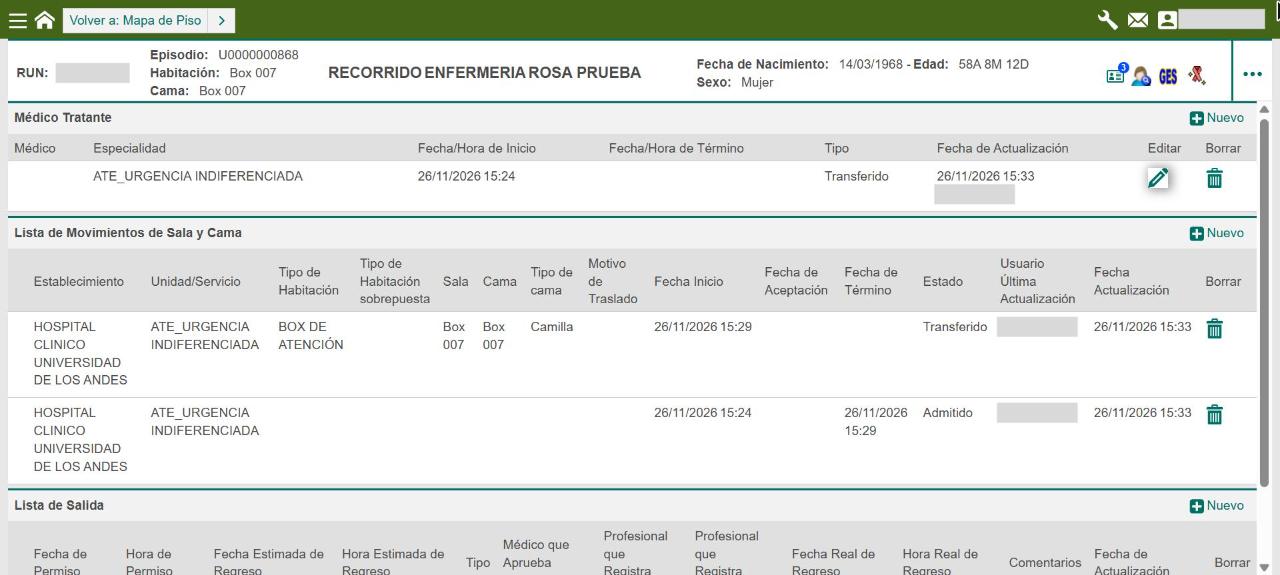 Volver a: Mapa de Piso
RUN:
Episodio: U0000000868
Habitación: Box 007
Cama: Box 007
RECORRIDO ENFERMERIA ROSA PRUEBA
Fecha de Nacimiento: 14/03/1968 - Edad: 58A 8M 12D
Sexo: Mujer
3
GES
Médico Tratante
Nuevo
Médico Especialidad Fecha/Hora de Inicio Fecha/Hora de Término Tipo Fecha de Actualización Editar Borrar
ATE_URGENCIA INDIFERENCIADA 26/11/2026 15:24 Transferido 26/11/2026 15:33
Lista de Movimientos de Sala y Cama
Nuevo
Establecimiento Unidad/Servicio Tipo de Habitación Tipo de Habitación sobrepuesta Sala Cama Tipo de cama Motivo de Traslado Fecha Inicio Fecha de Aceptación Fecha de Término Estado Usuario Última Actualización Fecha Actualización Borrar
HOSPITAL CLINICO UNIVERSIDAD DE LOS ANDES ATE_URGENCIA INDIFERENCIADA BOX DE ATENCIÓN Box 007 Box 007 Camilla 26/11/2026 15:29 Transferido 26/11/2026 15:33
HOSPITAL CLINICO UNIVERSIDAD DE LOS ANDES ATE_URGENCIA INDIFERENCIADA 26/11/2026 15:24 26/11/2026 15:29 Admitido 26/11/2026 15:33
Lista de Salida
Nuevo
Fecha de Permiso Hora de Permiso Fecha Estimada de Regreso Hora Estimada de Regreso Tipo Médico que Aprueba Profesional que Registra Profesional que Registra Fecha Real de Regreso Hora Real de Regreso Comentarios Fecha de Actualización Borrar